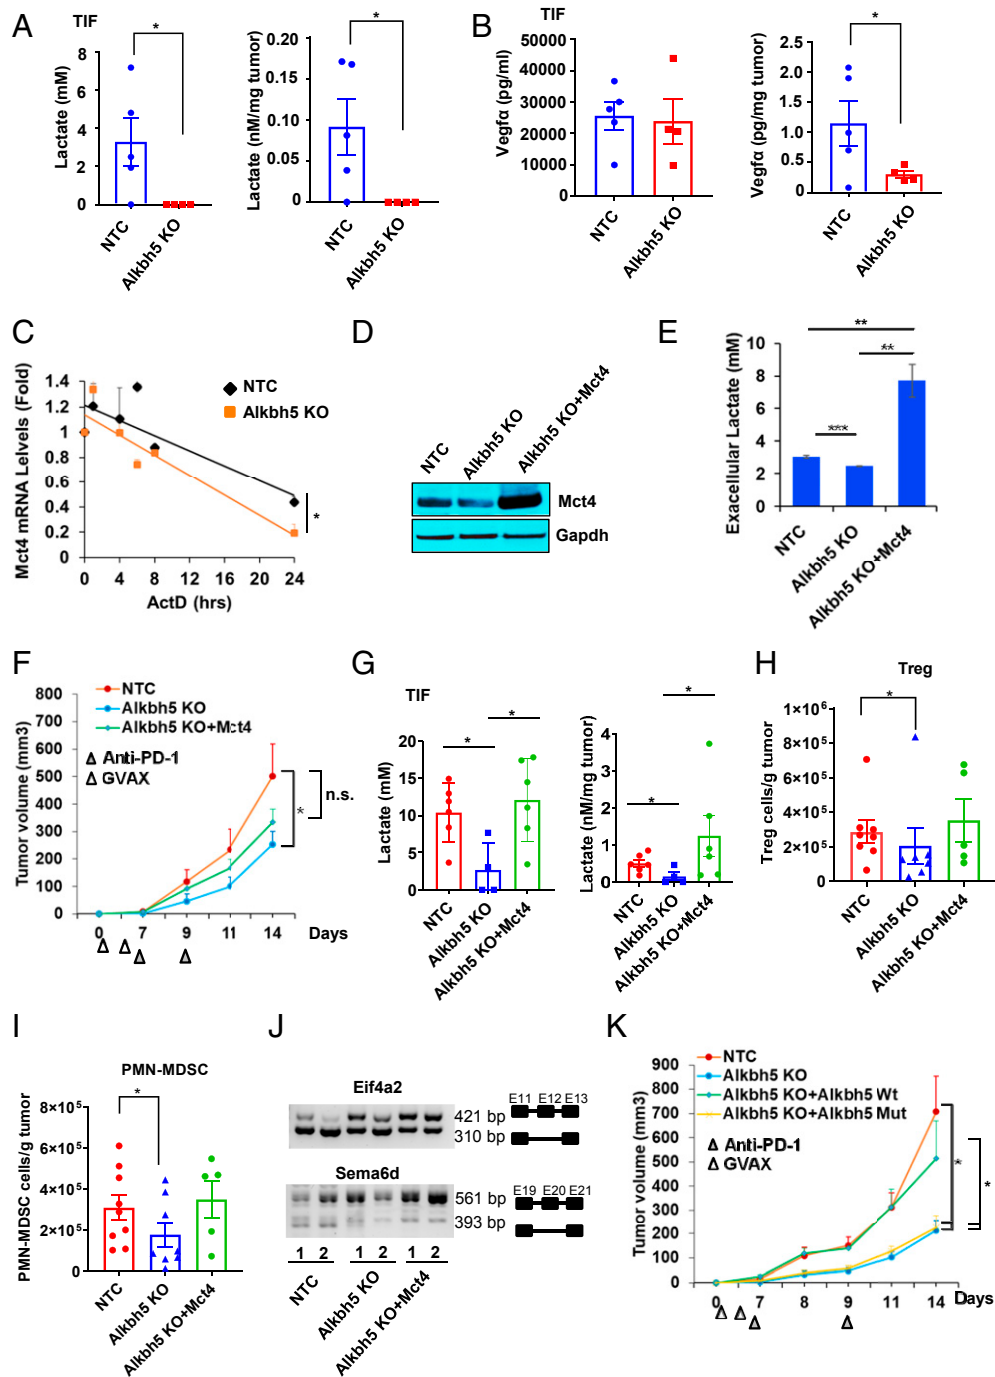 A
TIF
Lactate (mM)
8
6
4
2
0
*
NTC
Alkbh5 KO
Lactate (nM/mg tumor)
0.20
0.15
0.10
0.05
0.00
*
NTC
Alkbh5 KO
B
TIF
Vegfα (pg/ml)
50000
40000
30000
20000
10000
0
NTC
Alkbh5 KO
Vegfα (pg/mg tumor)
2.5
2.0
1.5
1.0
0.5
0
*
NTC
Alkbh5 KO
C
Mct4 mRNA Lelvels (Fold)
1.4
1.2
1
0.8
0.6
0.4
0.2
0
0 4 8 12 16 20 24
ActD (hrs)
NTC
Alkbh5 KO
*
D
NTC
Alkbh5 KO
Alkbh5 KO+Mct4
Mct4
Gapdh
E
Exacellular Lactate (mM)
10
8
6
4
2
0
**
**
***
NTC
Alkbh5 KO
Alkbh5 KO+Mct4
F
Tumor volume (mm3)
800
700
600
500
400
300
200
100
0
NTC
Alkbh5 KO
Alkbh5 KO+Mct4
Δ Anti-PD-1
Δ GVAX
*
n.s.
0 7 9 11 14 Days
G
TIF
Lactate (mM)
20
15
10
5
0
*
*
NTC
Alkbh5 KO
Alkbh5 KO+Mct4
Lactate (nM/mg tumor)
4
2
1
0
*
*
NTC
Alkbh5 KO
Alkbh5 KO+Mct4
H
Treg
Treg cells/g tumor
1×10⁶
8×10⁵
6×10⁵
4×10⁵
2×10⁵
0
*
NTC
Alkbh5 KO
Alkbh5 KO+Mct4
I
PMN-MDSC
PMN-MDSC cells/g tumor
8×10⁵
6×10⁵
4×10⁵
2×10⁵
0
*
NTC
Alkbh5 KO
Alkbh5 KO+Mct4
J
Eif4a2
421 bp
310 bp
E11 E12 E13
Sema6d
561 bp
393 bp
E19 E20 E21
1 2 1 2 1 2
NTC
Alkbh5 KO
Alkbh5 KO+Mct4
K
Tumor volume (mm3)
900
800
700
600
500
400
300
200
100
0
NTC
Alkbh5 KO
Alkbh5 KO+Alkbh5 Wt
Alkbh5 KO+Alkbh5 Mut
Δ Anti-PD-1
Δ GVAX
*
*
0 7 8 9 11 14 Days